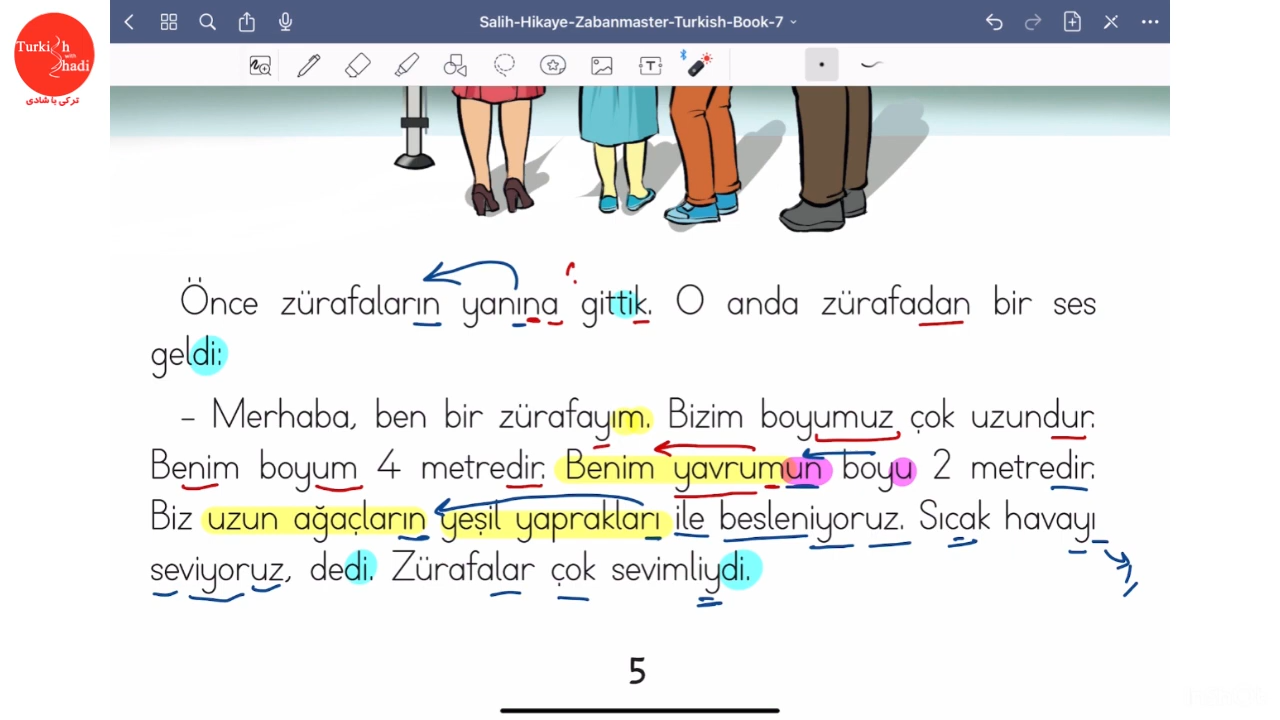 Turkish
with
Shadi
ترکی با شادی
Salih-Hikaye-Zabanmaster-Turkish-Book-7
T
Önce zürafaların yanına gittik. O anda zürafadan bir ses
geldi:
– Merhaba, ben bir zürafayım. Bizim boyumuz çok uzundur.
Benim boyum 4 metredir. Benim yavrumun boyu 2 metredir.
Biz uzun ağaçların yeşil yaprakları ile besleniyoruz. Sıcak havayı
seviyoruz, dedi. Zürafalar çok sevimliydi.
5